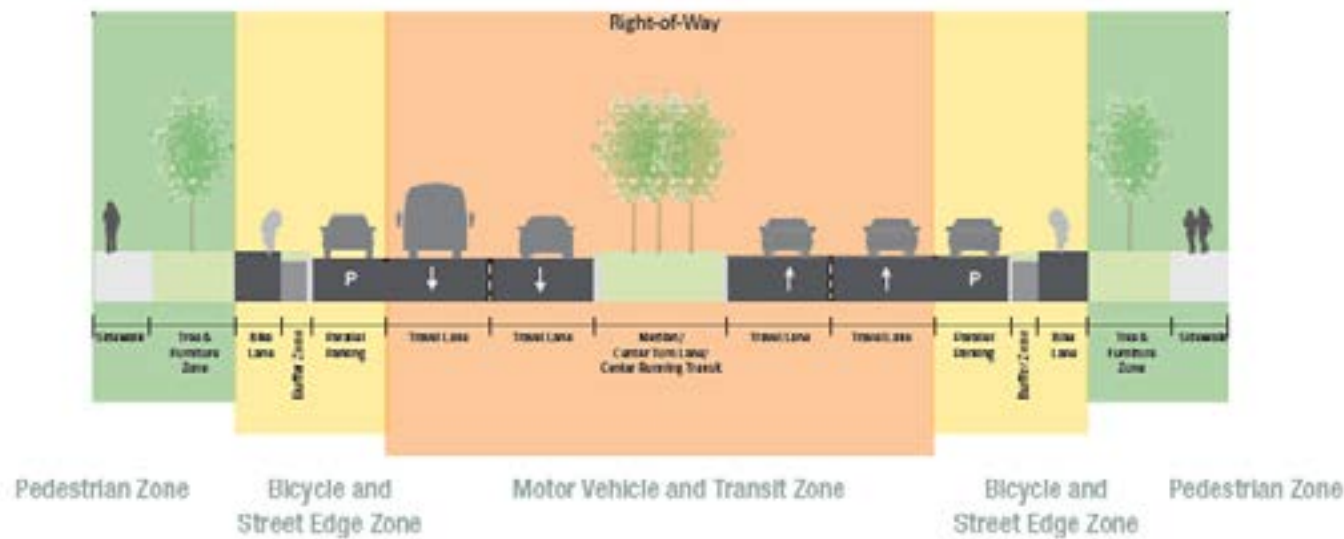 Right-of-Way
P
P
Sidewalk
Tree &
Furniture
Zone
Bike
Lane
Buffer Zone
Parallel
Parking
Travel Lane
Travel Lane
Median/
Center Turn Lane/
Center Running Transit
Travel Lane
Travel Lane
Parallel
Parking
Buffer Zone
Bike
Lane
Tree &
Furniture
Zone
Sidewalk
Pedestrian Zone
Bicycle and
Street Edge Zone
Motor Vehicle and Transit Zone
Bicycle and
Street Edge Zone
Pedestrian Zone